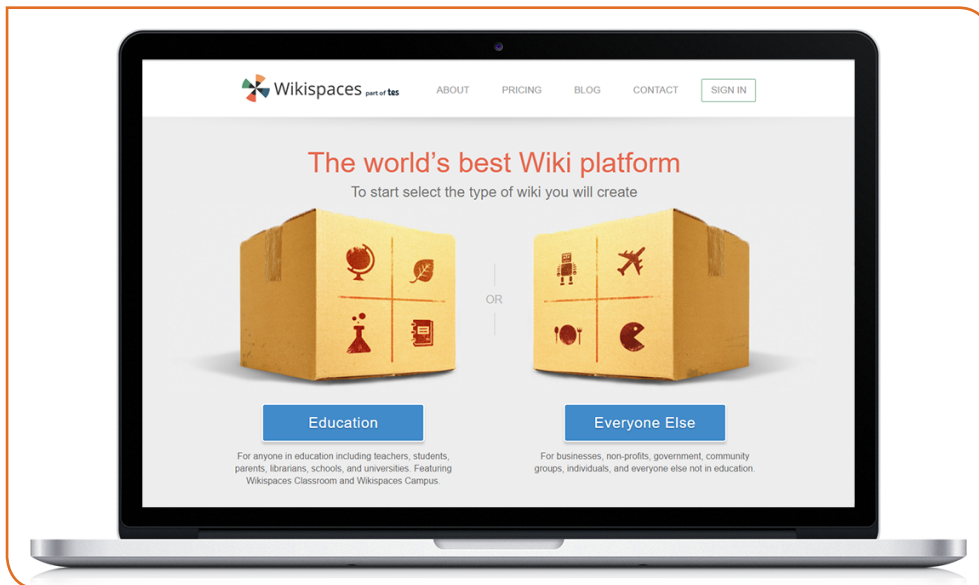 Wikispaces part of tes
ABOUT PRICING BLOG CONTACT SIGN IN
The world's best Wiki platform
To start select the type of wiki you will create
OR
Education
For anyone in education including teachers, students,
parents, librarians, schools, and universities. Featuring
Wikispaces Classroom and Wikispaces Campus.
Everyone Else
For businesses, non-profits, government, community
groups, individuals, and everyone else not in education.